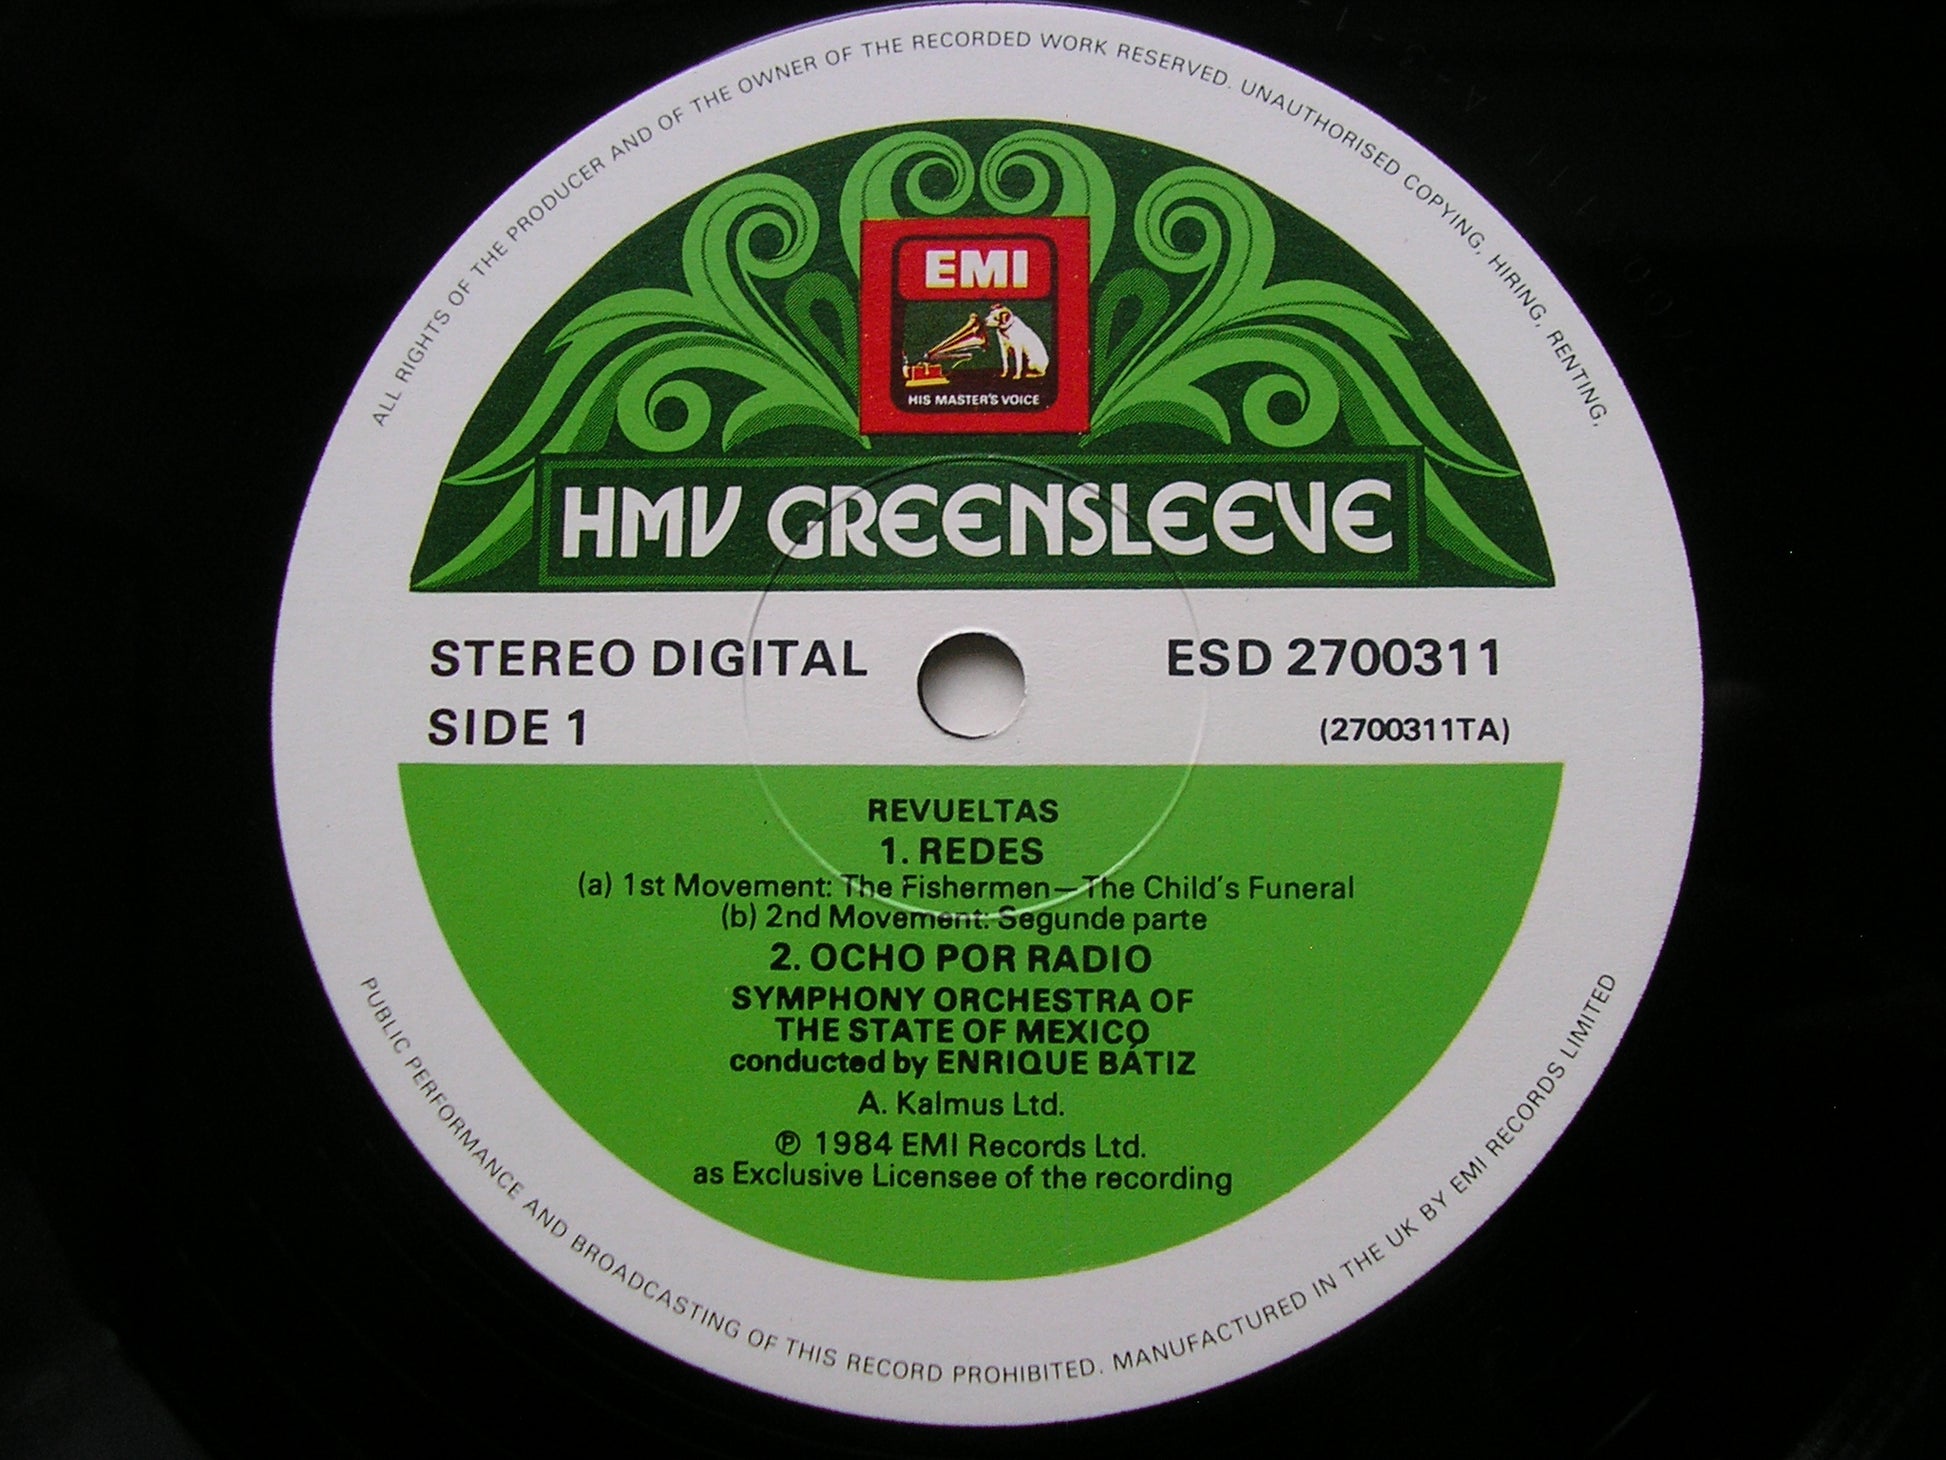 ALL RIGHTS OF THE PRODUCER AND OF THE OWNER OF THE RECORDED WORK RESERVED. UNAUTHORISED COPYING, HIRING, RENTING,
EMI
HIS MASTER'S VOICE
HMV GREENSLEEVE
STEREO DIGITAL
ESD 2700311
SIDE 1
(2700311TA)
REVUELTAS
1. REDES
(a) 1st Movement: The Fishermen—The Child's Funeral
(b) 2nd Movement: Segunde parte
2. OCHO POR RADIO
SYMPHONY ORCHESTRA OF
THE STATE OF MEXICO
conducted by ENRIQUE BÁTIZ
A. Kalmus Ltd.
℗ 1984 EMI Records Ltd.
as Exclusive Licensee of the recording
PUBLIC PERFORMANCE AND BROADCASTING OF THIS RECORD PROHIBITED. MANUFACTURED IN THE UK BY EMI RECORDS LIMITED